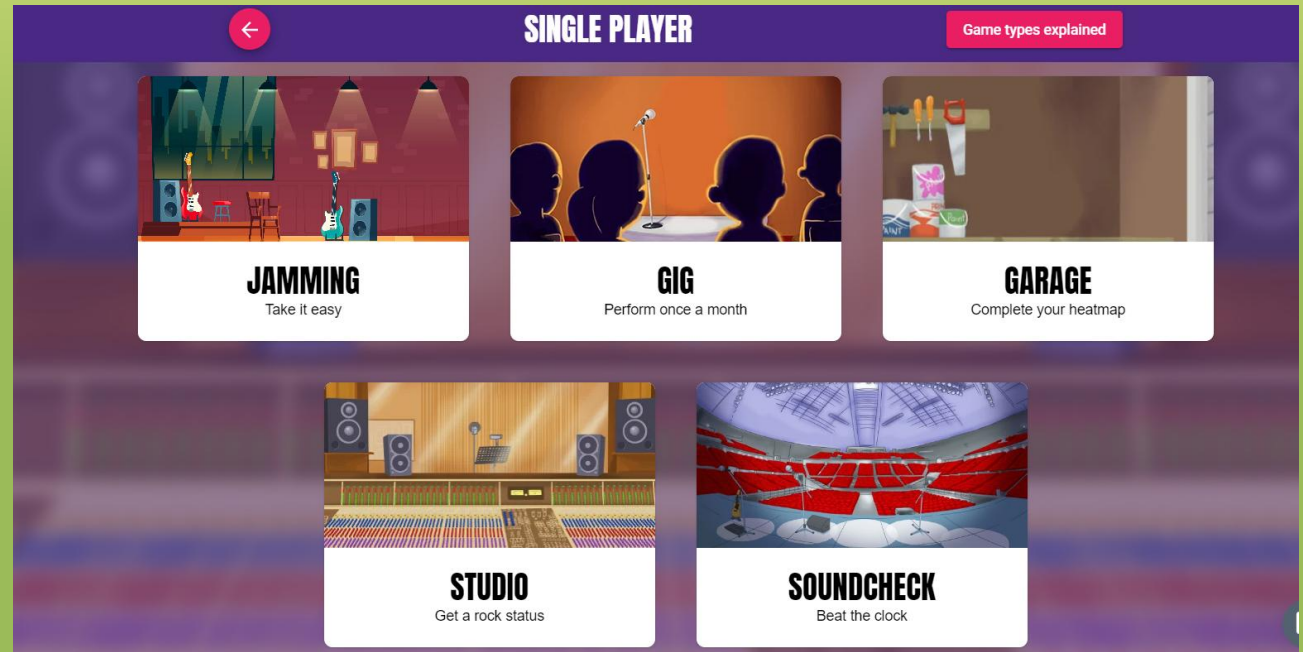 SINGLE PLAYER
Game types explained
JAMMING
Take it easy
GIG
Perform once a month
GARAGE
Complete your heatmap
STUDIO
Get a rock status
SOUNDCHECK
Beat the clock